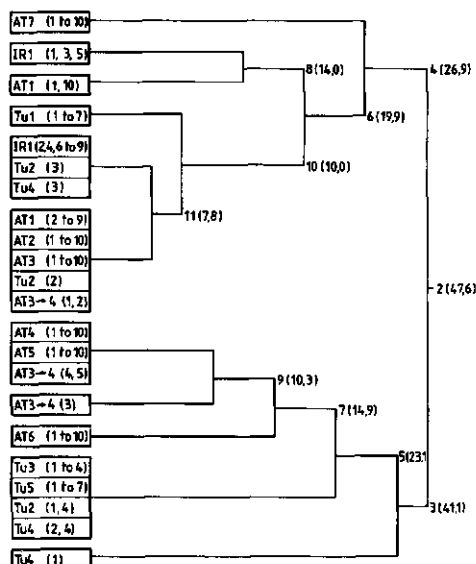 AT7 (1 to 10)
IR1 (1, 3, 5)
8 (14,0)
4 (26,9)
AT1 (1, 10)
Tu1 (1 to 7)
6 (19,9)
IR1 (24,6 to 9)
Tu2 (3)
10 (10,0)
Tu4 (3)
AT1 (2 to 9)
11 (7,8)
AT2 (1 to 10)
AT3 (1 to 10)
Tu2 (2)
2 (47,6)
AT3→4 (1, 2)
AT4 (1 to 10)
AT5 (1 to 10)
AT3→4 (4, 5)
9 (10,3)
AT3→4 (3)
7 (14,9)
AT6 (1 to 10)
5 (23,1
Tu3 (1 to 4)
Tu5 (1 to 7)
Tu2 (1, 4)
3 (41,1)
Tu4 (2, 4)
Tu4 (1)